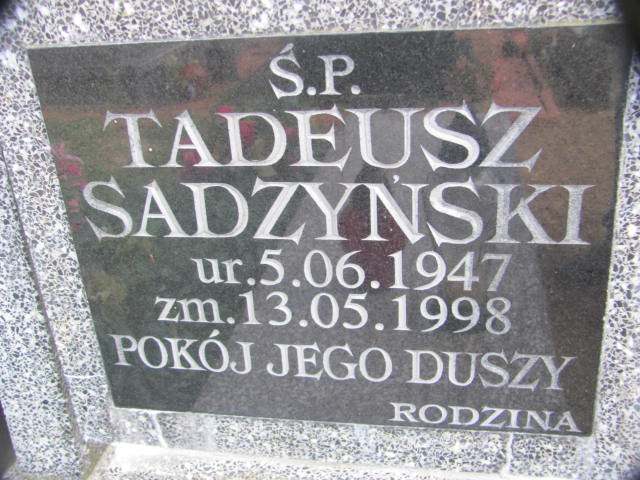 Ś.P.
TADEUSZ
SADZYŃSKI
ur.5.06.1947
zm.13.05.1998
POKÓJ JEGO DUSZY
RODZINA